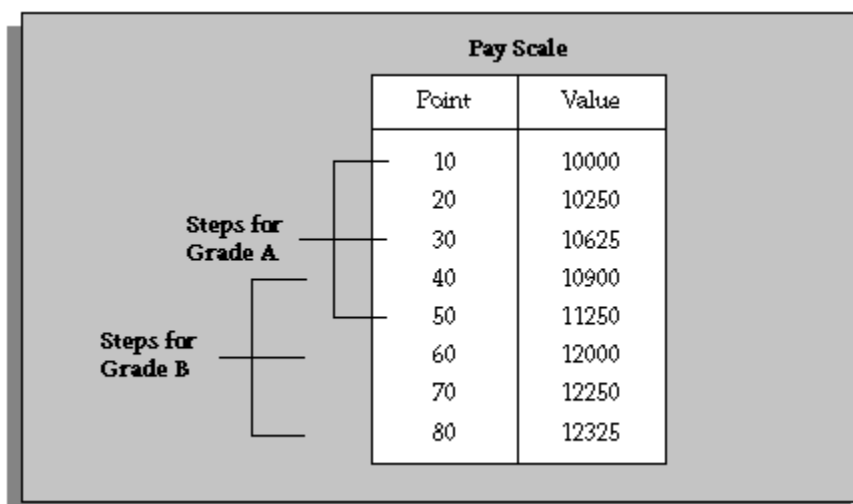 Pay Scale
Point Value
10 10000
20 10250
Steps for
Grade A
30 10625
40 10900
50 11250
Steps for
Grade B
60 12000
70 12250
80 12325